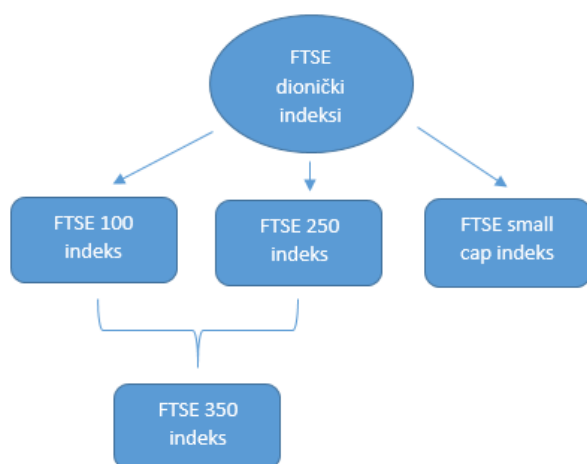 FTSE
dionički
indeksi
FTSE 100
indeks
FTSE 250
indeks
FTSE small
cap indeks
FTSE 350
indeks